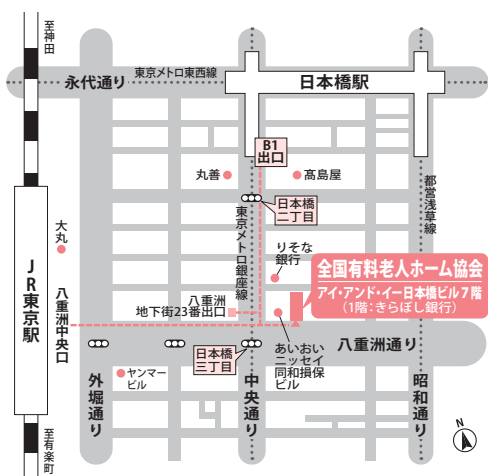 至神田
永代通り
東京メトロ東西線
日本橋駅
B1
出口
丸善
髙島屋
日本橋
二丁目
都営浅草線
大丸
東京メトロ銀座線
りそな
銀行
全国有料老人ホーム協会
アイ・アンド・イー日本橋ビル7階
(1階:きらぼし銀行)
JR東京駅
八重洲中央口
八重洲
地下街23番出口
八重洲通り
日本橋
三丁目
あいおい
ニッセイ
同和損保
ビル
ヤンマー
ビル
外堀通り
中央通り
昭和通り
至有楽町
N